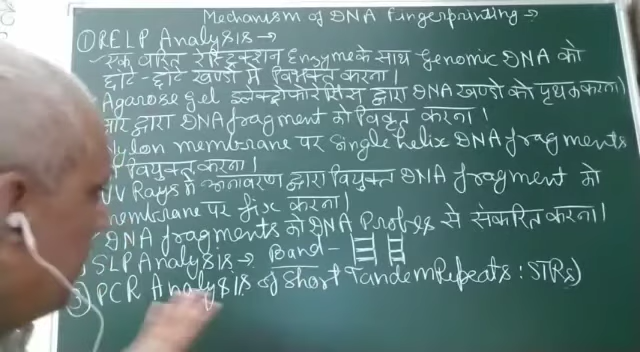 Mechanism of DNA Fingerprinting →
① RELP Analysis →
एक वारित राेस्ट्रिक्शन Enzyme के साथ Genomic DNA को
छोटे-छोटे खण्डों में विभक्त करना।
Agarose gel इलेक्ट्रोफोरेसिस द्वारा DNA खण्डों को पृथक करना
द्वारा DNA fragment को विकृत करना।
Nylon membrane पर Single helix DNA fragments
वियुक्त करना।
UV Rays में द्वारा वियुक्त DNA fragment को
membrane पर fix करना।
DNA fragments को DNA Probes से संकरित करना।
SLP Analysis → Band -
③ PCR Analysis of Short Tandem Repeats : STRs)